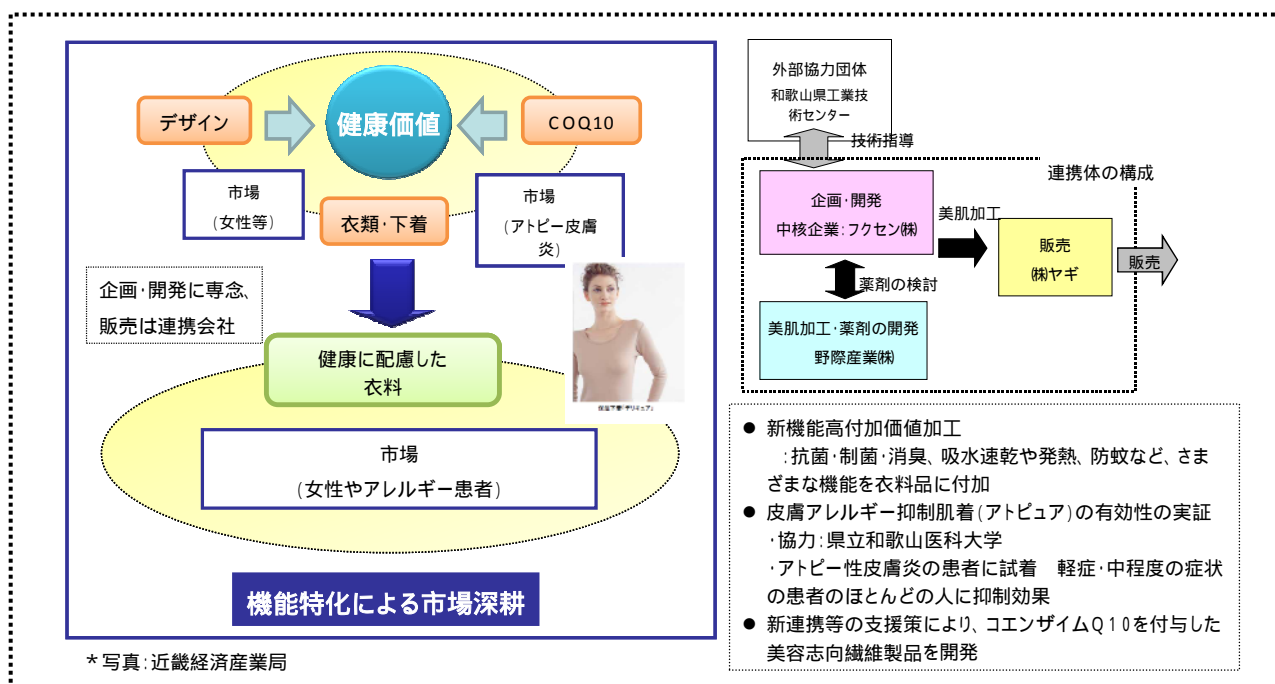 デザイン
健康価値
COQ10
市場
(女性等)
衣類・下着
市場
(アトピー皮膚
炎)
企画・開発に専念、
販売は連携会社
健康に配慮した
衣料
市場
(女性やアレルギー患者)
機能特化による市場深耕
*写真:近畿経済産業局
外部協力団体
和歌山県工業技
術センター
技術指導
連携体の構成
企画・開発
中核企業:フクセン㈱
美肌加工
販売
㈱ヤギ
販売
薬剤の検討
美肌加工・薬剤の開発
野際産業㈱
● 新機能高付加価値加工
:抗菌・制菌・消臭、吸水速乾や発熱、防蚊など、さま
ざまな機能を衣料品に付加
● 皮膚アレルギー抑制肌着(アトピュア)の有効性の実証
・協力:県立和歌山医科大学
・アトピー性皮膚炎の患者に試着 軽症・中程度の症状
の患者のほとんどの人に抑制効果
● 新連携等の支援策により、コエンザイムQ10を付与した
美容志向繊維製品を開発